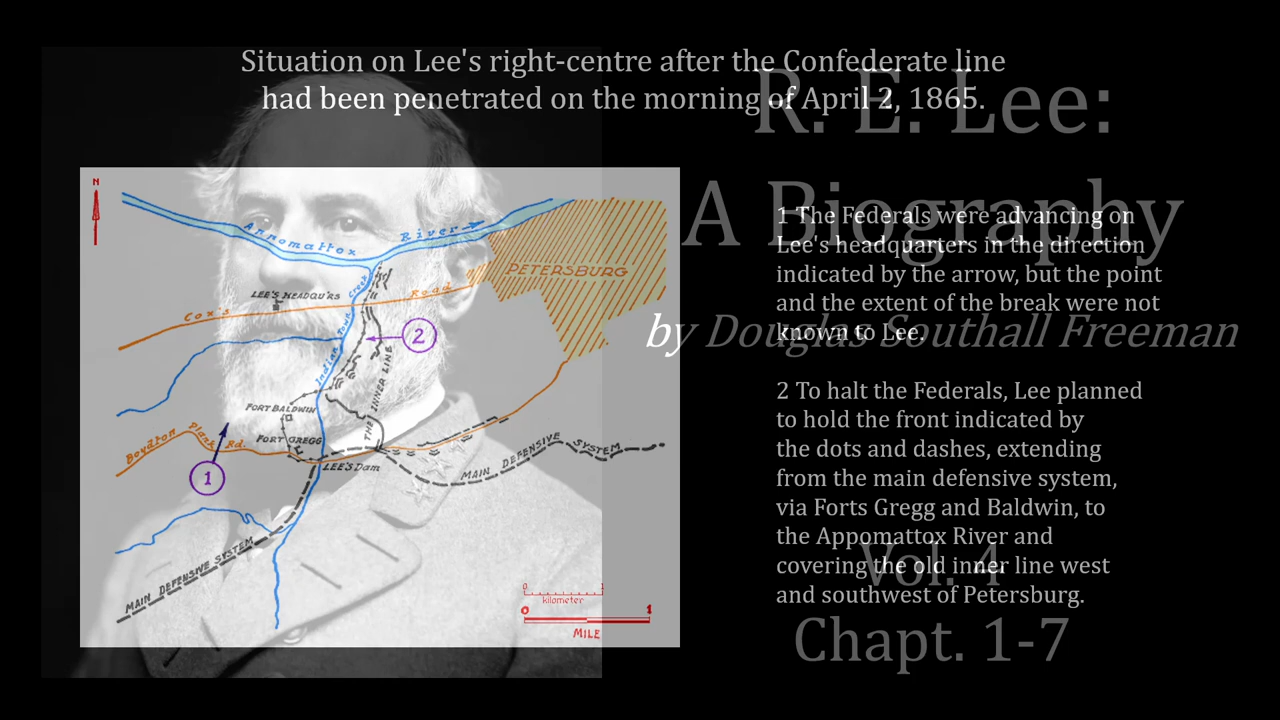 Situation on Lee's right-centre after the Confederate line
had been penetrated on the morning of April 2, 1865.
R. E. Lee:
A Biography
by Douglas Southall Freeman
Vol. 4
Chapt. 1-7
1 The Federals were advancing on
Lee's headquarters in the direction
indicated by the arrow, but the point
and the extent of the break were not
known to Lee.
2 To halt the Federals, Lee planned
to hold the front indicated by
the dots and dashes, extending
from the main defensive system,
via Forts Gregg and Baldwin, to
the Appomattox River and
covering the old inner line west
and southwest of Petersburg.
N
Appomattox River
PETERSBURG
LEE'S HEADQU'RS
Cox's Road
Indian Town Creek
2
THE INNER LINE
FORT BALDWIN
FORT GREGG
Boydton Plank Rd.
LEE'S Dam
1
MAIN DEFENSIVE SYSTEM
MAIN DEFENSIVE SYSTEM
0 1
kilometer
0 1
MILE